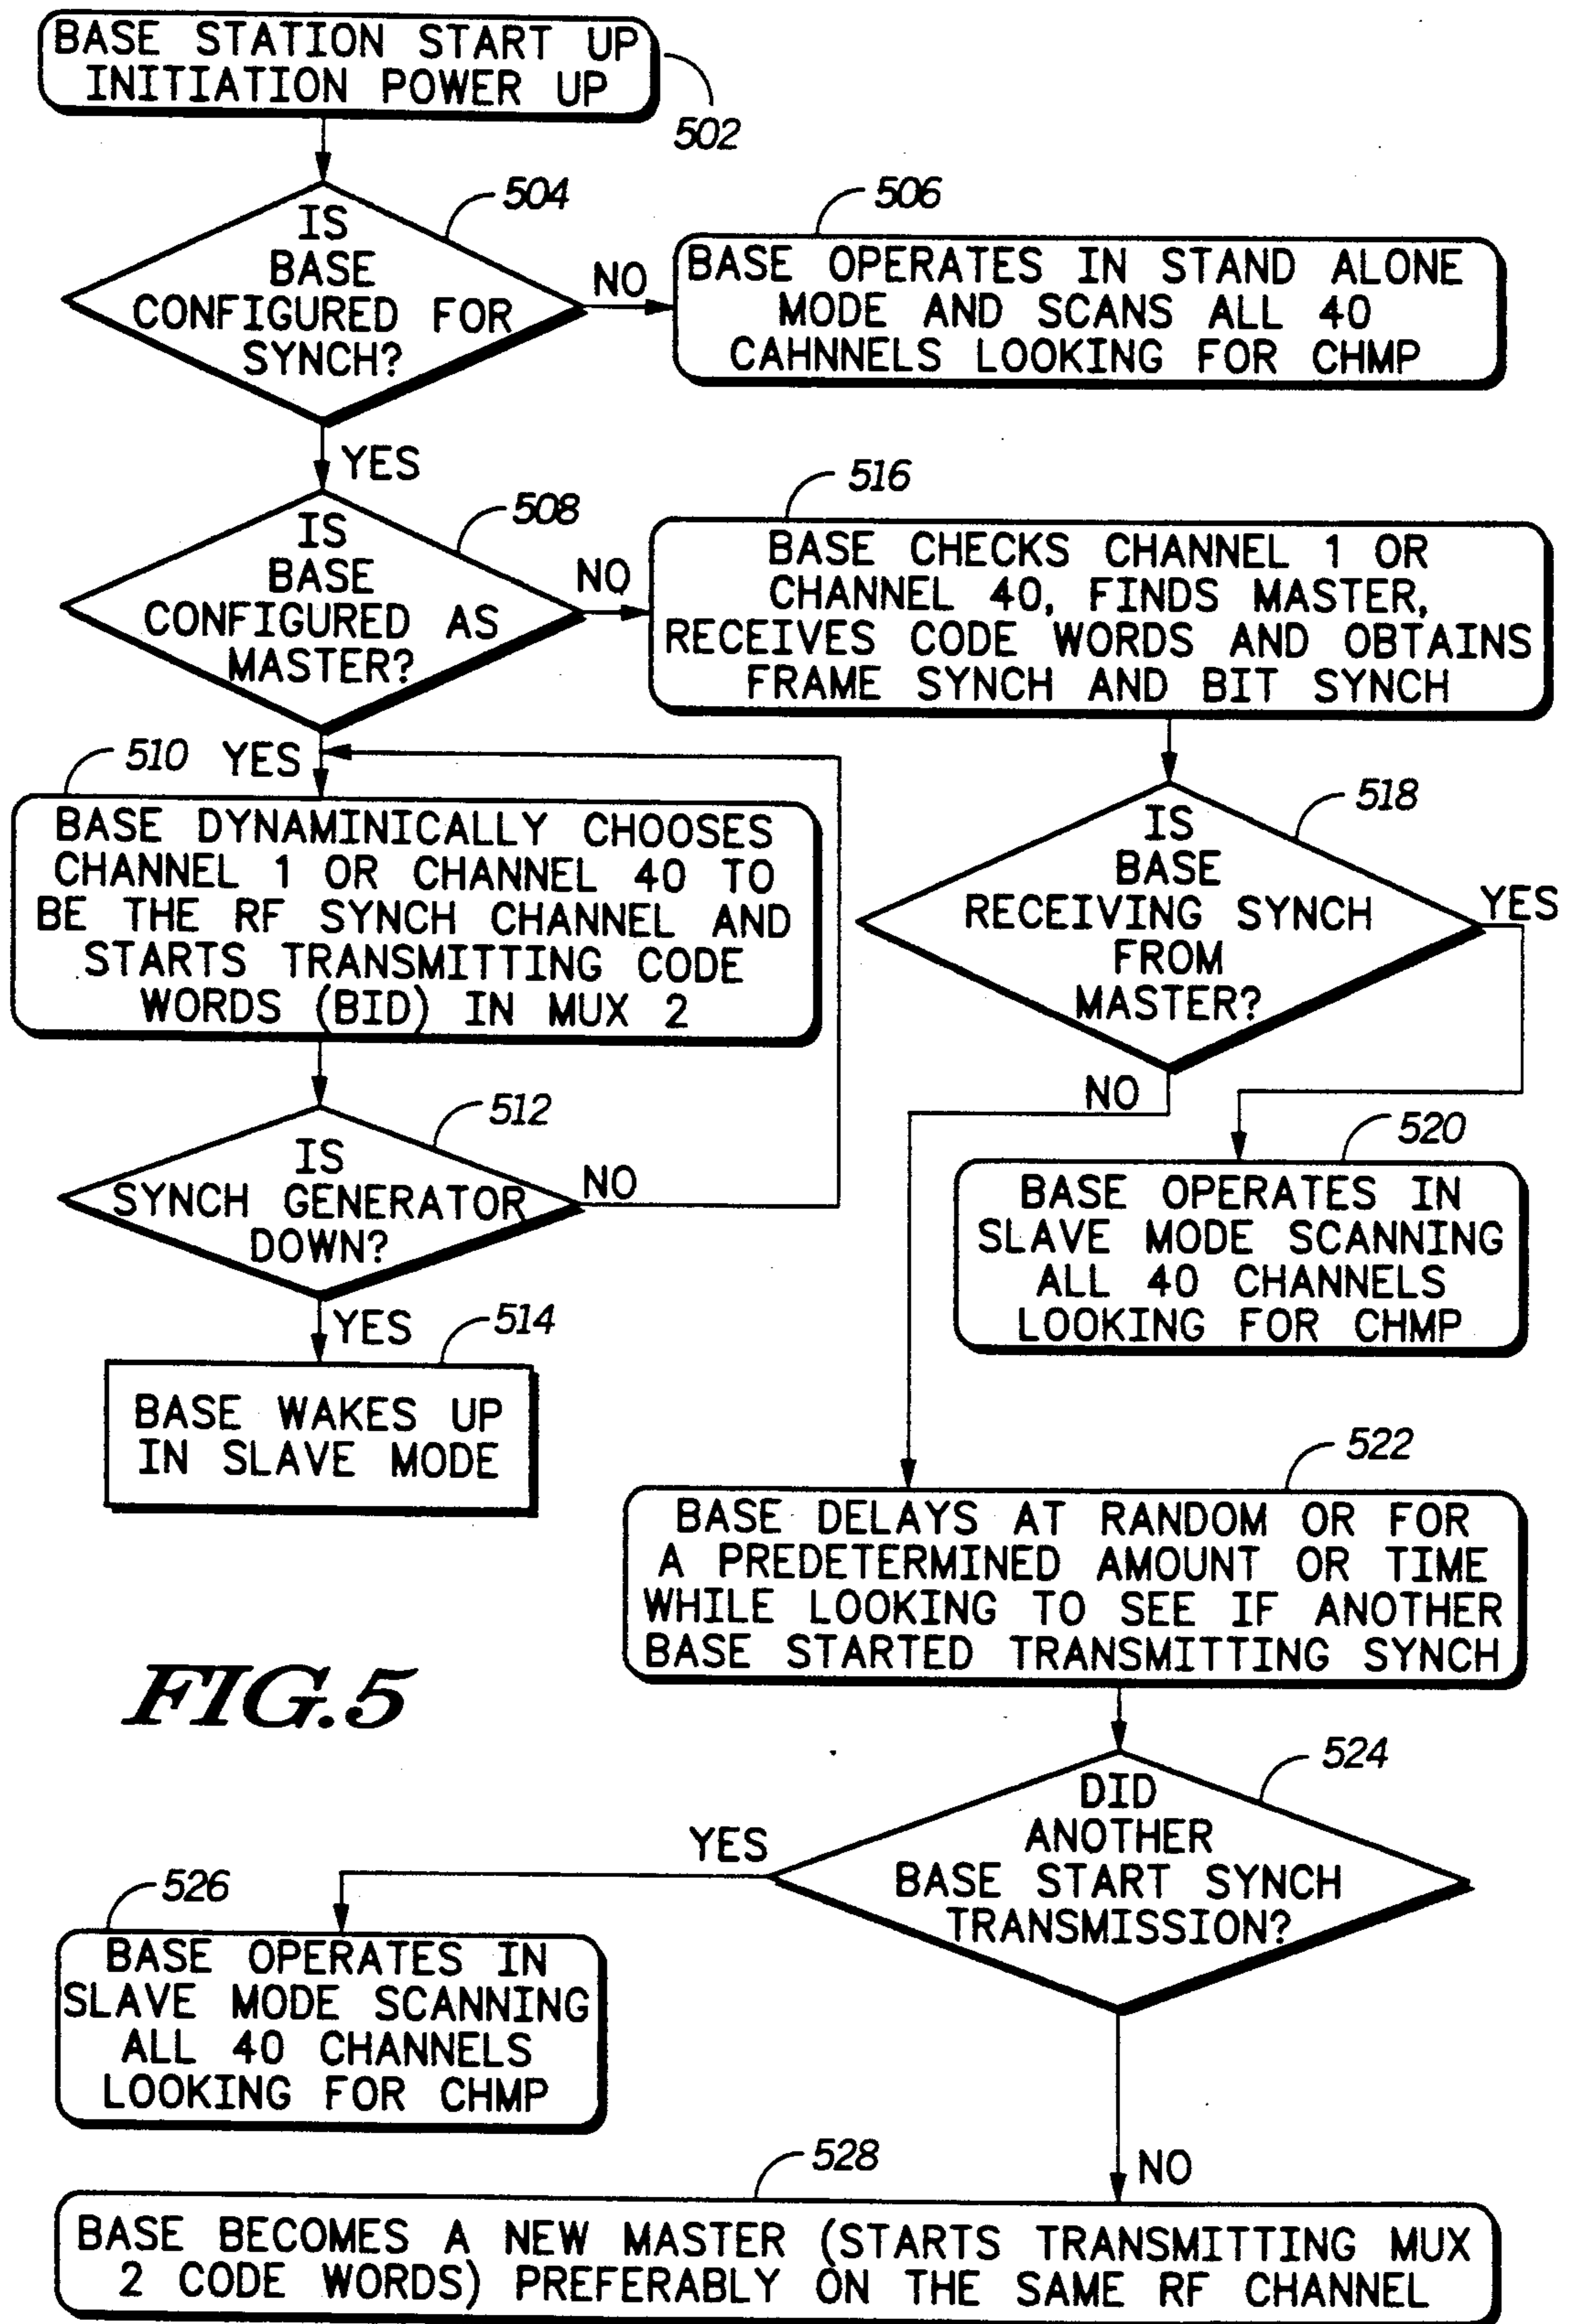 BASE STATION START UP
INITIATION POWER UP
502
504
IS
BASE
CONFIGURED FOR
SYNCH?
NO
506
BASE OPERATES IN STAND ALONE
MODE AND SCANS ALL 40
CAHNNELS LOOKING FOR CHMP
YES
508
IS
BASE
CONFIGURED AS
MASTER?
NO
516
BASE CHECKS CHANNEL 1 OR
CHANNEL 40, FINDS MASTER,
RECEIVES CODE WORDS AND OBTAINS
FRAME SYNCH AND BIT SYNCH
510
YES
BASE DYNAMINICALLY CHOOSES
CHANNEL 1 OR CHANNEL 40 TO
BE THE RF SYNCH CHANNEL AND
STARTS TRANSMITTING CODE
WORDS (BID) IN MUX 2
518
IS
BASE
RECEIVING SYNCH
FROM
MASTER?
YES
NO
512
IS
SYNCH GENERATOR
DOWN?
NO
520
BASE OPERATES IN
SLAVE MODE SCANNING
ALL 40 CHANNELS
LOOKING FOR CHMP
YES
514
BASE WAKES UP
IN SLAVE MODE
522
BASE DELAYS AT RANDOM OR FOR
A PREDETERMINED AMOUNT OR TIME
WHILE LOOKING TO SEE IF ANOTHER
BASE STARTED TRANSMITTING SYNCH
FIG.5
524
DID
ANOTHER
BASE START SYNCH
TRANSMISSION?
YES
526
BASE OPERATES IN
SLAVE MODE SCANNING
ALL 40 CHANNELS
LOOKING FOR CHMP
NO
528
BASE BECOMES A NEW MASTER (STARTS TRANSMITTING MUX
2 CODE WORDS) PREFERABLY ON THE SAME RF CHANNEL